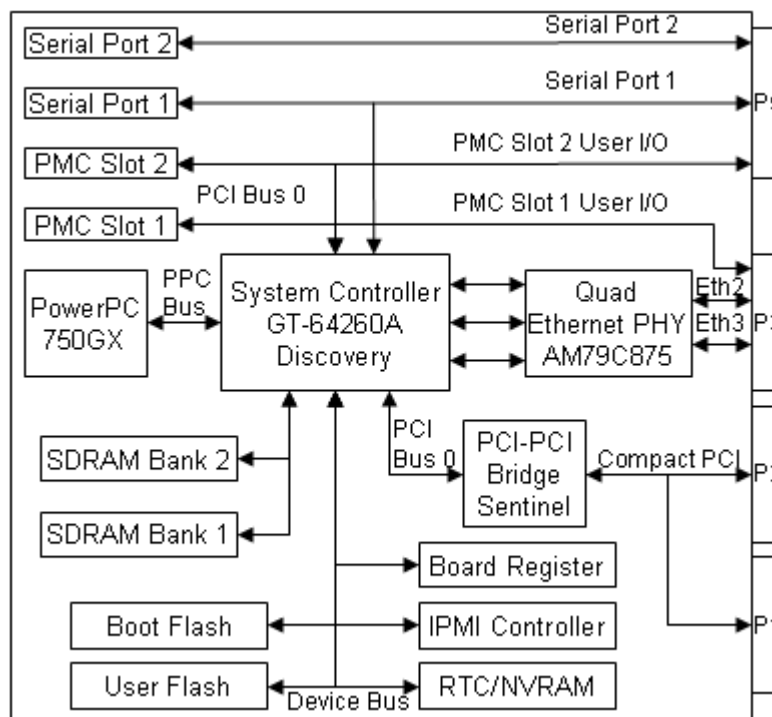 Serial Port 2
Serial Port 2
Serial Port 1
Serial Port 1
PMC Slot 2
PMC Slot 2 User I/O
PCI Bus 0
PMC Slot 1
PMC Slot 1 User I/O
PowerPC
750GX
PPC
Bus
System Controller
GT-64260A
Discovery
Quad
Ethernet PHY
AM79C875
Eth2
Eth3
SDRAM Bank 2
SDRAM Bank 1
PCI
Bus 0
PCI-PCI
Bridge
Sentinel
Compact PCI
Board Register
Boot Flash
IPMI Controller
User Flash
RTC/NVRAM
Device Bus